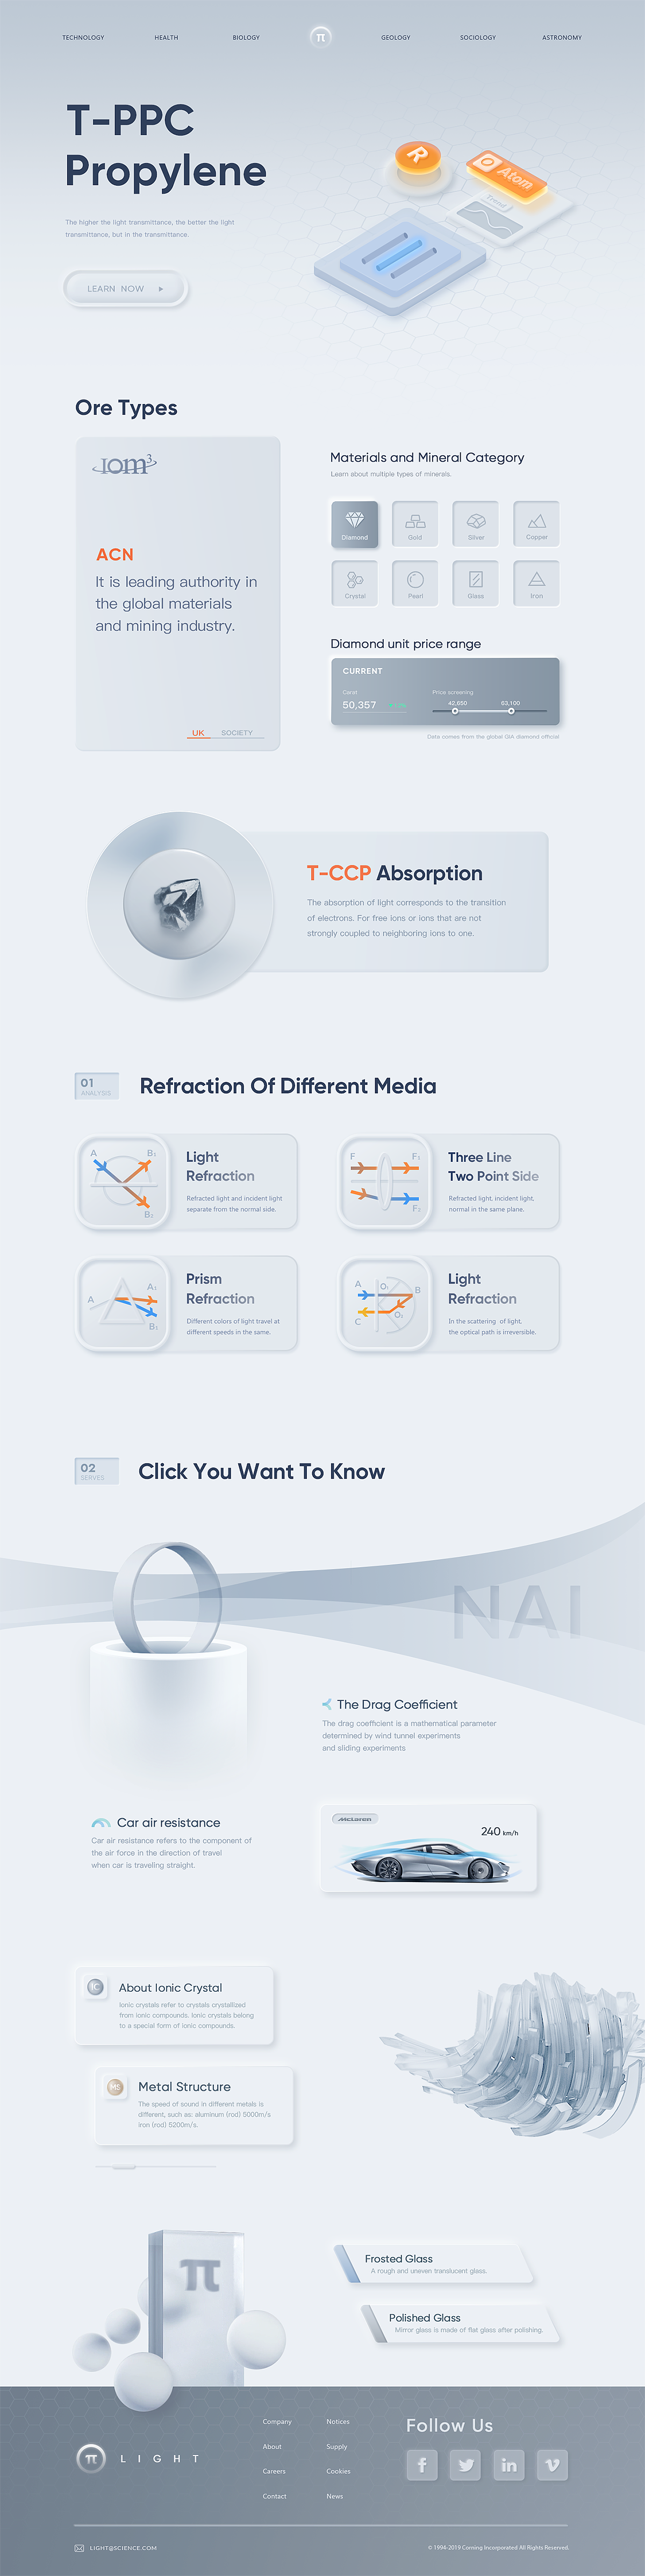 TECHNOLOGY
HEALTH
BIOLOGY
π
GEOLOGY
SOCIOLOGY
ASTRONOMY
T-PPC
Propylene
The higher the light transmittance, the better the light
transmittance, but in the transmittance.
LEARN NOW
R
Atom
Trend
Ore Types
iom3
ACN
It is leading authority in
the global materials
and mining industry.
UK
SOCIETY
Materials and Mineral Category
Learn about multiple types of minerals.
Diamond
Gold
Silver
Copper
Crystal
Pearl
Glass
Iron
Diamond unit price range
CURRENT
Carat
Price screening
50,357
42,650
63,100
Data comes from the global GIA diamond official
T-CCP Absorption
The absorption of light corresponds to the transition
of electrons. For free ions or ions that are not
strongly coupled to neighboring ions to one.
01
ANALYSIS
Refraction Of Different Media
A
B1
B2
Light
Refraction
Refracted light and incident light
separate from the normal side.
F
F1
F2
Three Line
Two Point Side
Refracted light, incident light,
normal in the same plane.
A
A1
B1
Prism
Refraction
Different colors of light travel at
different speeds in the same.
A
B
C
Light
Refraction
In the scattering of light,
the optical path is irreversible.
02
SERVES
Click You Want To Know
NAI
The Drag Coefficient
The drag coefficient is a mathematical parameter
determined by wind tunnel experiments
and sliding experiments
Car air resistance
Car air resistance refers to the component of
the air force in the direction of travel
when car is traveling straight.
McLaren
240 km/h
IC
About Ionic Crystal
Ionic crystals refer to crystals crystallized
from ionic compounds. Ionic crystals belong
to a special form of ionic compounds.
MS
Metal Structure
The speed of sound in different metals is
different, such as: aluminum (rod) 5000m/s
iron (rod) 5200m/s.
π
Frosted Glass
A rough and uneven translucent glass.
Polished Glass
Mirror glass is made of flat glass after polishing.
π
LIGHT
Company
Notices
About
Supply
Careers
Cookies
Contact
News
Follow Us
LIGHT@SCIENCE.COM
© 1994-2019 Corning Incorporated All Rights Reserved.